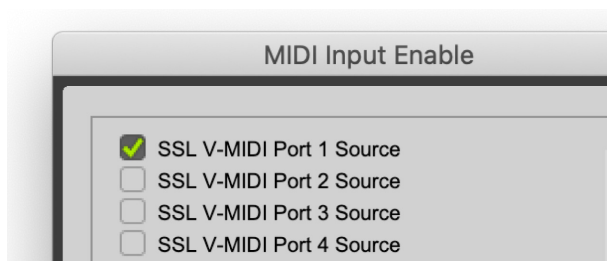 MIDI Input Enable
SSL V-MIDI Port 1 Source
SSL V-MIDI Port 2 Source
SSL V-MIDI Port 3 Source
SSL V-MIDI Port 4 Source